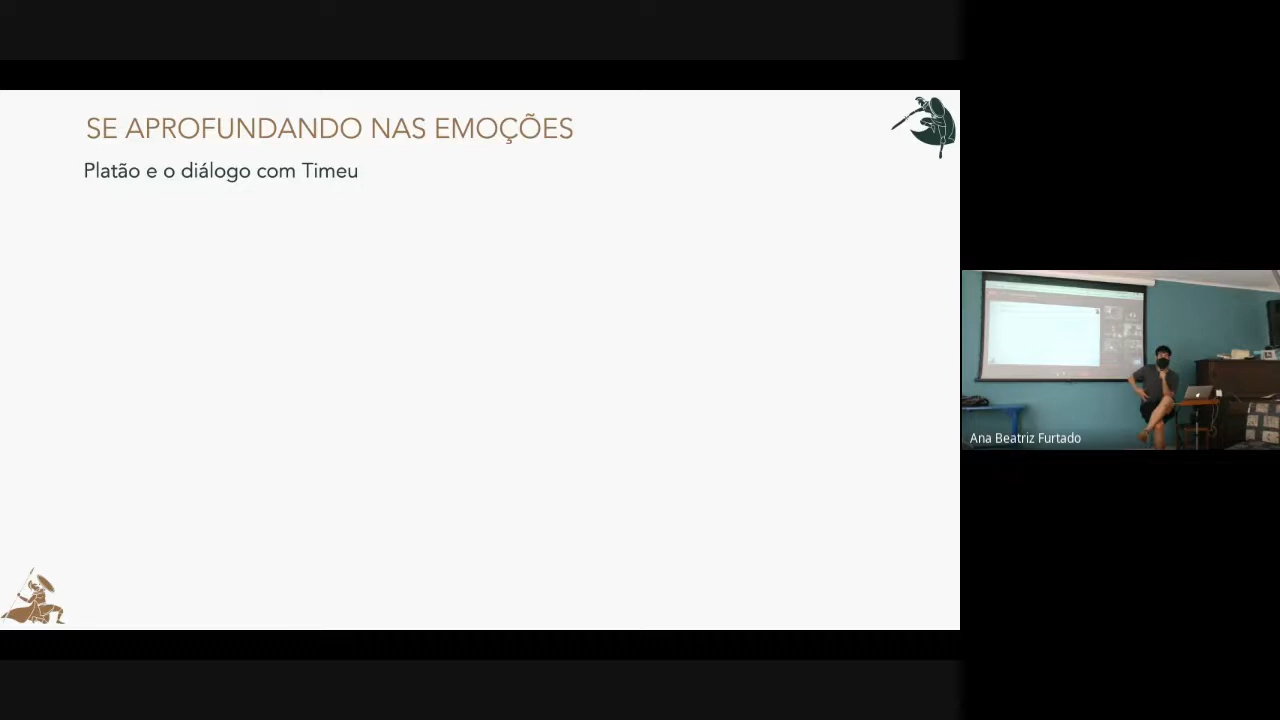 SE APROFUNDANDO NAS EMOÇÕES
Platão e o diálogo com Timeu
Ana Beatriz Furtado